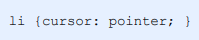 li {cursor: pointer; }